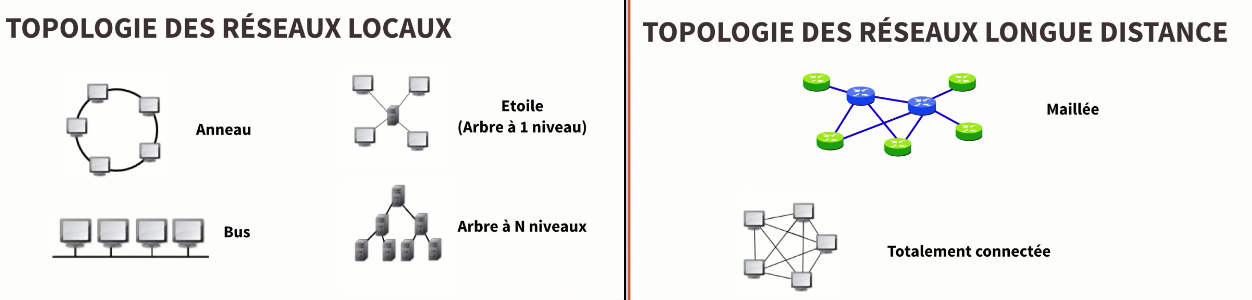 TOPOLOGIE DES RÉSEAUX LOCAUX
Anneau
Etoile
(Arbre à 1 niveau)
Bus
Arbre à N niveaux
TOPOLOGIE DES RÉSEAUX LONGUE DISTANCE
Maillée
Totalement connectée